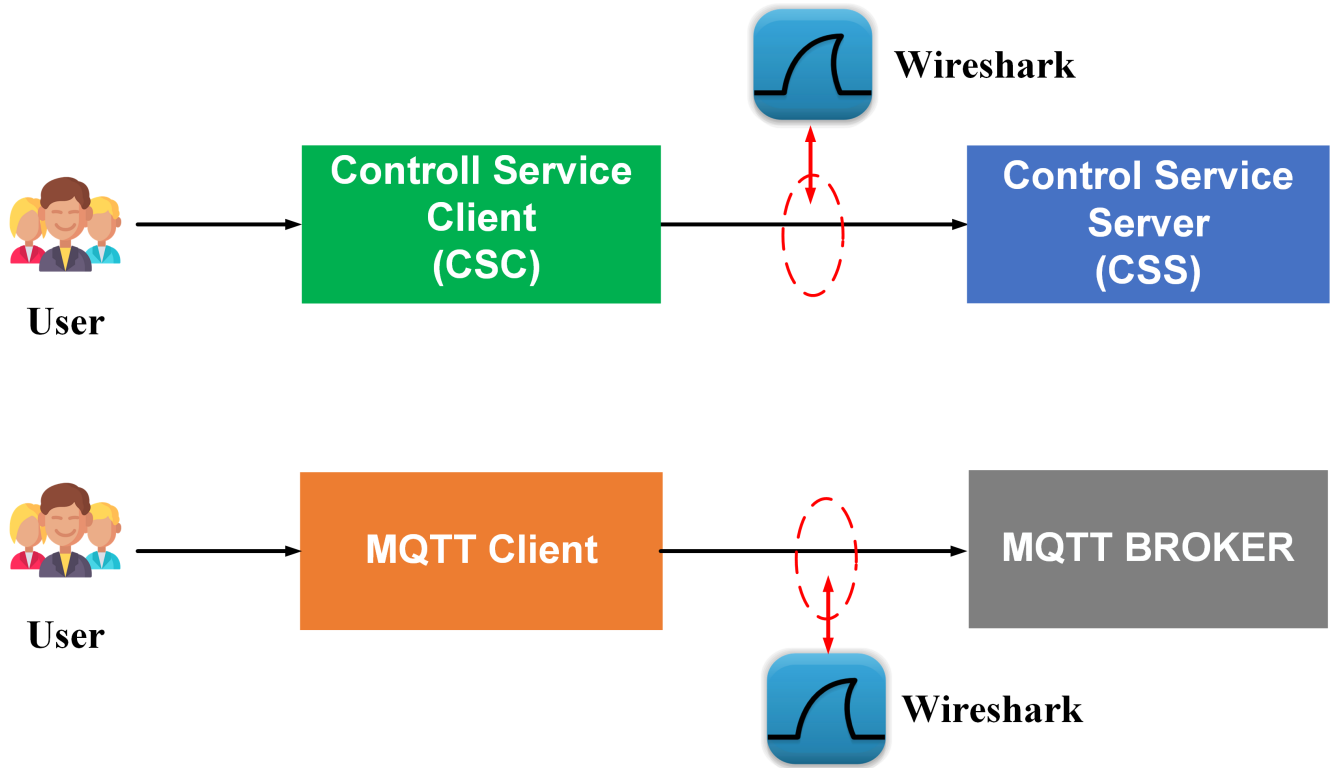 Wireshark
Controll Service
Client
(CSC)
Control Service
Server
(CSS)
User
MQTT Client
MQTT BROKER
User
Wireshark